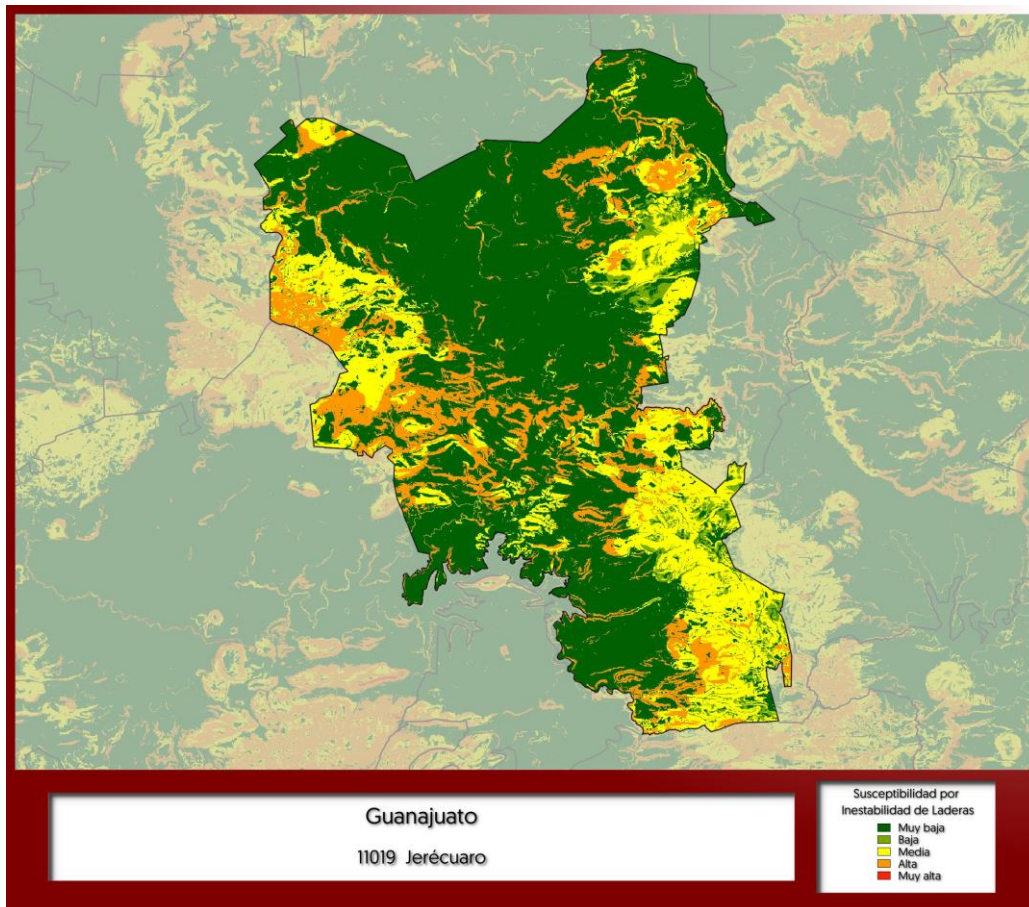 Guanajuato
11019 Jerécuaro
Susceptibilidad por
Inestabilidad de Laderas
Muy baja
Baja
Media
Alta
Muy alta